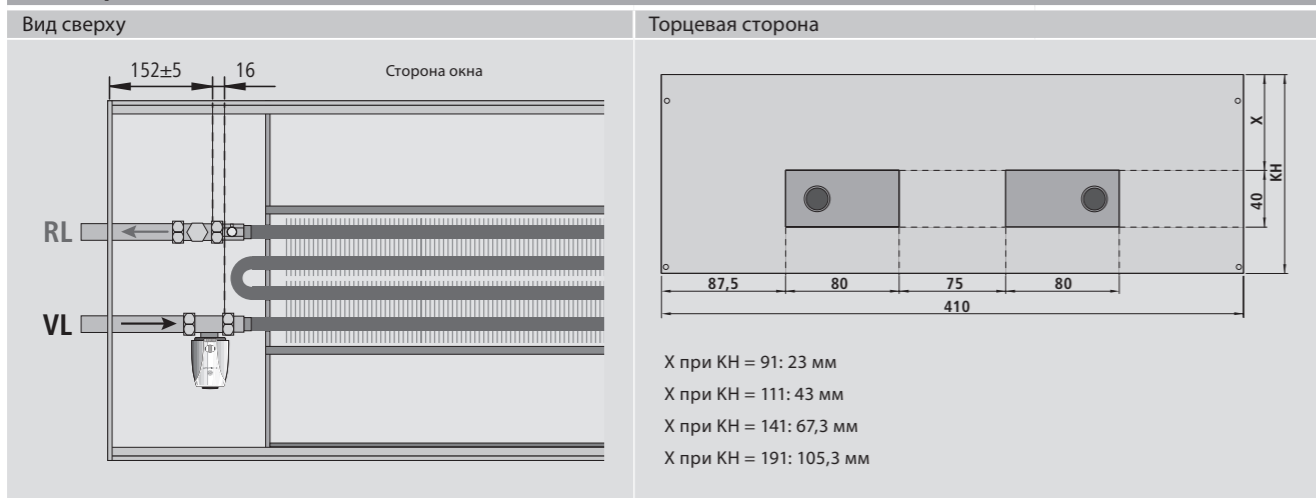 Вид сверху
152±5
16
Сторона окна
RL
VL
Торцевая сторона
X
KH
40
87,5
80
75
80
410
X при KH = 91: 23 мм
X при KH = 111: 43 мм
X при KH = 141: 67,3 мм
X при KH = 191: 105,3 мм